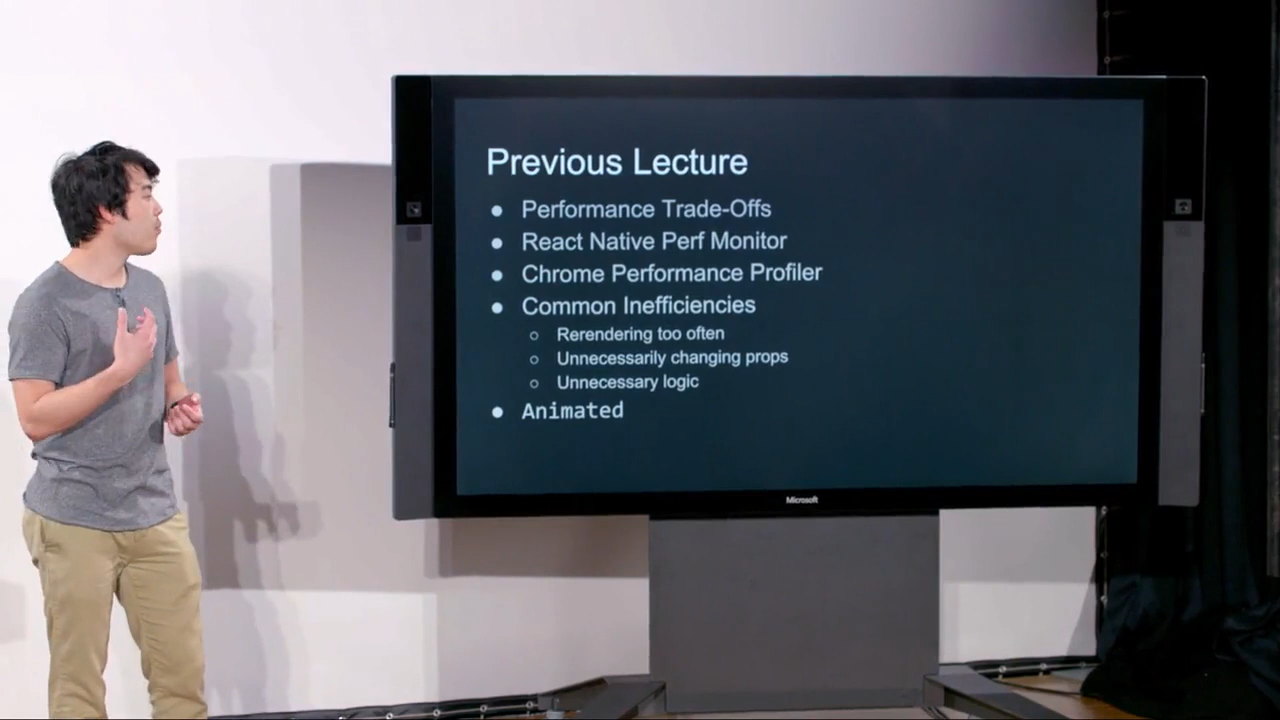 Previous Lecture
● Performance Trade-Offs
● React Native Perf Monitor
● Chrome Performance Profiler
● Common Inefficiencies
○ Rerendering too often
○ Unnecessarily changing props
○ Unnecessary logic
● Animated
Microsoft